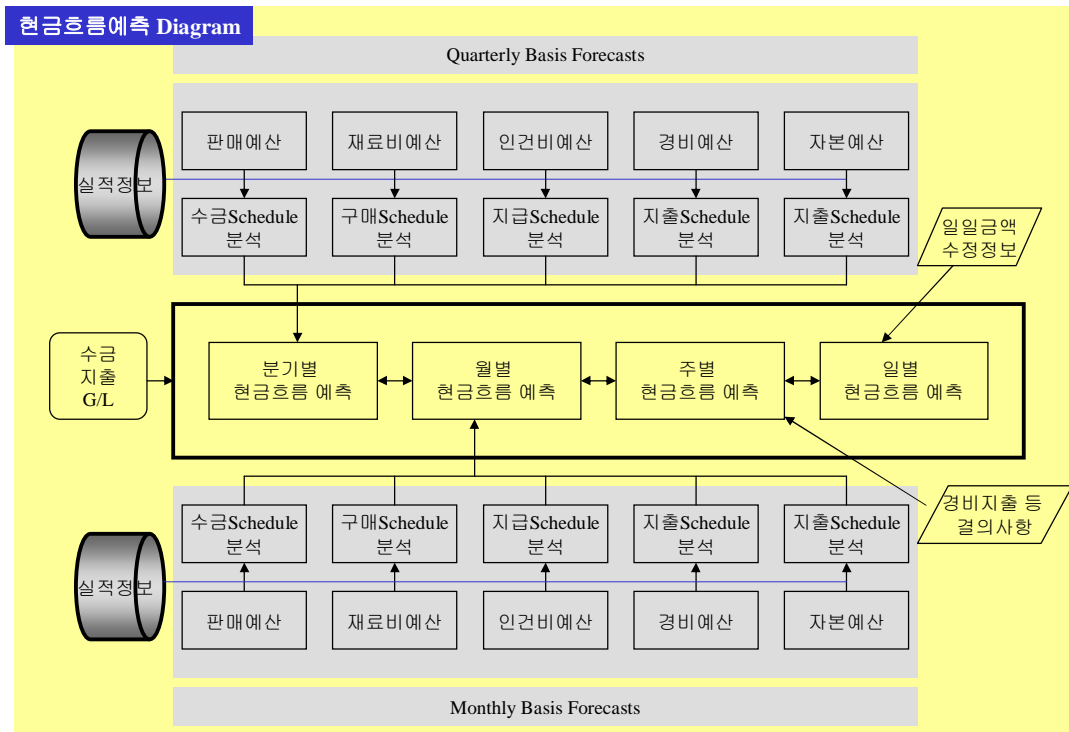 현금흐름예측 Diagram
Quarterly Basis Forecasts
판매예산
재료비예산
인건비예산
경비예산
자본예산
실적정보
수금Schedule
분석
구매Schedule
분석
지급Schedule
분석
지출Schedule
분석
지출Schedule
분석
일일금액
수정정보
수금
지출
G/L
분기별
현금흐름 예측
월별
현금흐름 예측
주별
현금흐름 예측
일별
현금흐름 예측
수금Schedule
분석
구매Schedule
분석
지급Schedule
분석
지출Schedule
분석
지출Schedule
분석
경비지출 등
결의사항
실적정보
판매예산
재료비예산
인건비예산
경비예산
자본예산
Monthly Basis Forecasts